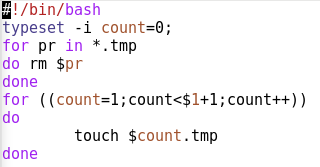 #!/bin/bash
typeset -i count=0;
for pr in *.tmp
do rm $pr
done
for ((count=1;count<$1+1;count++))
do
        touch $count.tmp
done